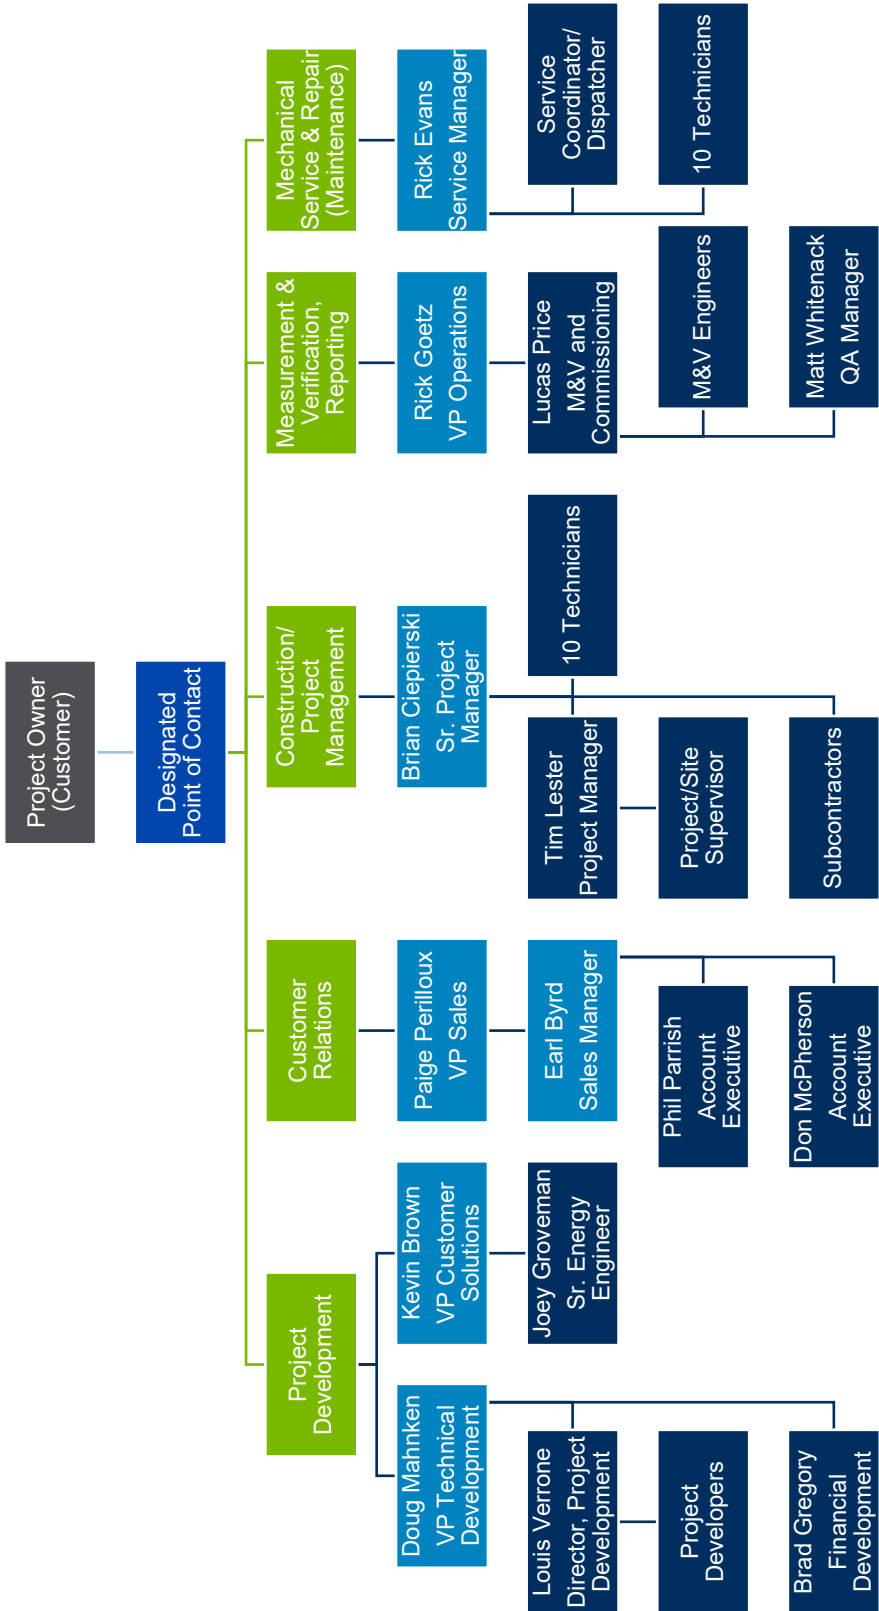 Project Owner
(Customer)
Designated
Point of Contact
Project
Development
Customer
Relations
Construction/
Project
Management
Measurement &
Verification,
Reporting
Mechanical
Service & Repair
(Maintenance)
Doug Mahnken
VP Technical
Development
Kevin Brown
VP Customer
Solutions
Paige Perilloux
VP Sales
Brian Ciepierski
Sr. Project
Manager
Rick Goetz
VP Operations
Rick Evans
Service Manager
Louis Verrone
Director, Project
Development
Joey Groveman
Sr. Energy
Engineer
Earl Byrd
Sales Manager
Tim Lester
Project Manager
10 Technicians
Lucas Price
M&V and
Commissioning
Service
Coordinator/
Dispatcher
Project
Developers
Phil Parrish
Account
Executive
Project/Site
Supervisor
M&V Engineers
10 Technicians
Brad Gregory
Financial
Development
Don McPherson
Account
Executive
Subcontractors
Matt Whitenack
QA Manager